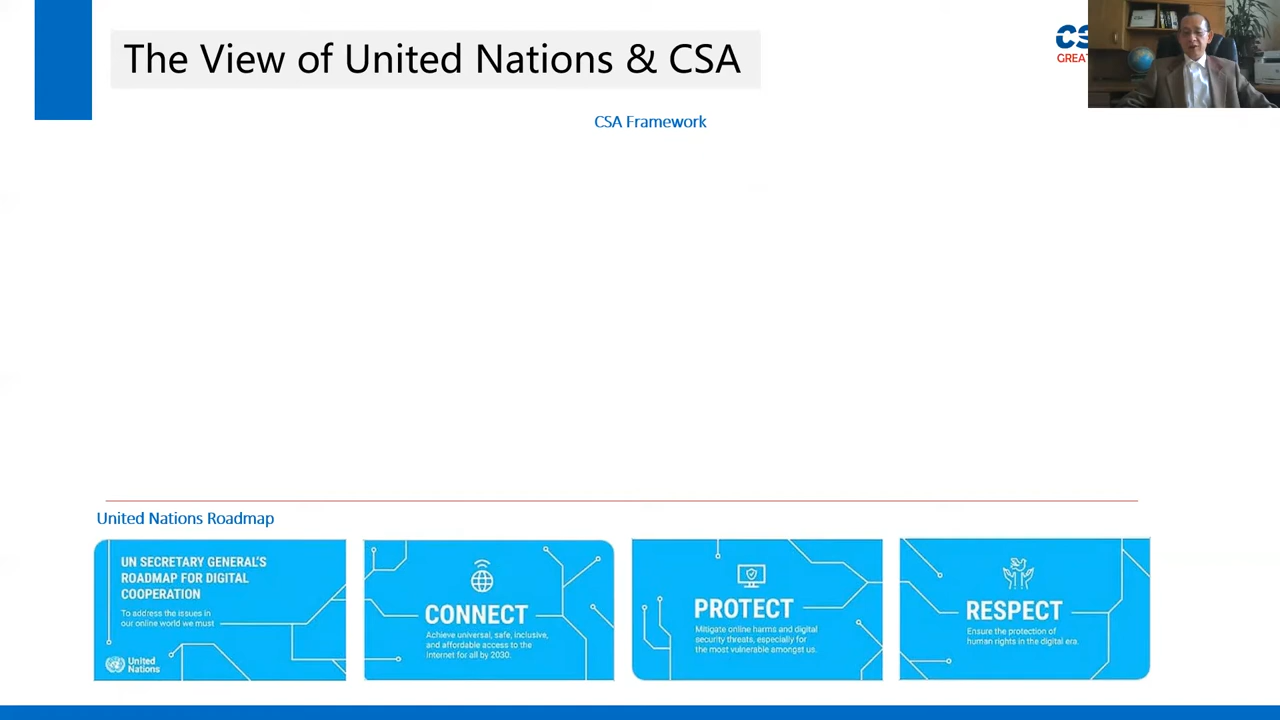 The View of United Nations & CSA
CS
GREAT
CSA Framework
United Nations Roadmap
UN SECRETARY GENERAL'S
ROADMAP FOR DIGITAL
COOPERATION
To address the issues in
our online world we must
United
Nations
CONNECT
Achieve universal, safe, inclusive,
and affordable access to the
Internet for all by 2030.
PROTECT
Mitigate online harms and digital
security threats, especially for
the most vulnerable amongst us.
RESPECT
Ensure the protection of
human rights in the digital era.